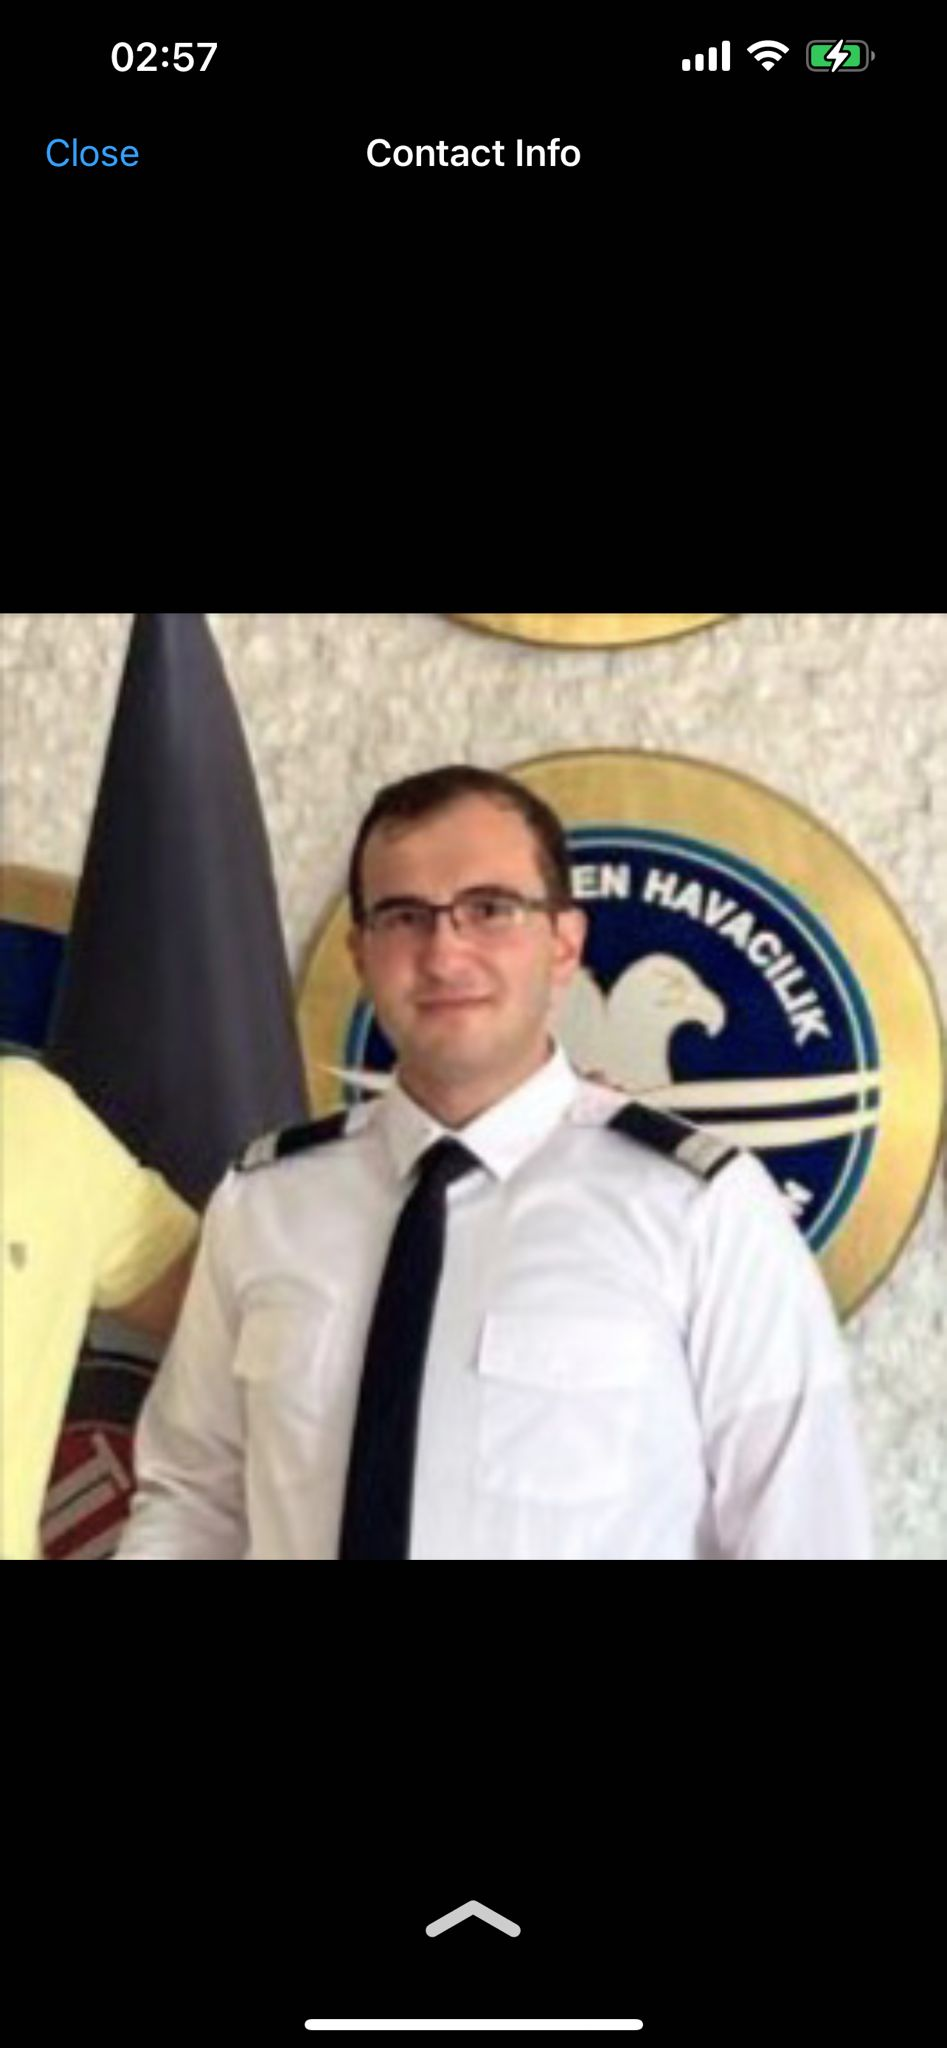 02:57
Close
Contact Info
EN HAVACILIK